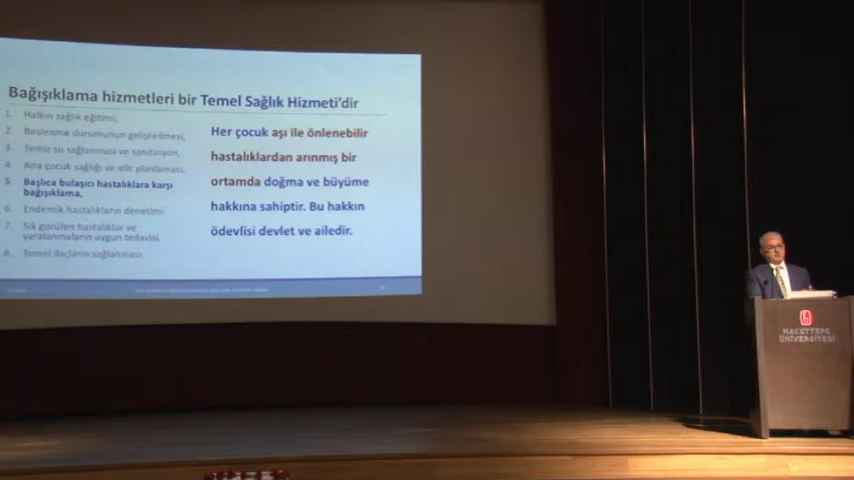 Bağışıklama hizmetleri bir Temel Sağlık Hizmeti'dir
1. Halkın sağlık eğitimi,
2. Beslenme durumunun geliştirilmesi,
3. Temiz su sağlanması ve sanitasyon,
4. Ana çocuk sağlığı ve aile planlaması,
5. Başlıca bulaşıcı hastalıklara karşı
bağışıklama,
6. Endemik hastalıkların denetimi
7. Sık görülen hastalıklar ve
yaralanmaların uygun tedavisi,
8. Temel ilaçların sağlanması
Her çocuk aşı ile önlenebilir
hastalıklardan arınmış bir
ortamda doğma ve büyüme
hakkına sahiptir. Bu hakkın
ödevlisi devlet ve ailedir.
HACETTEPE
ÜNİVERSİTESİ